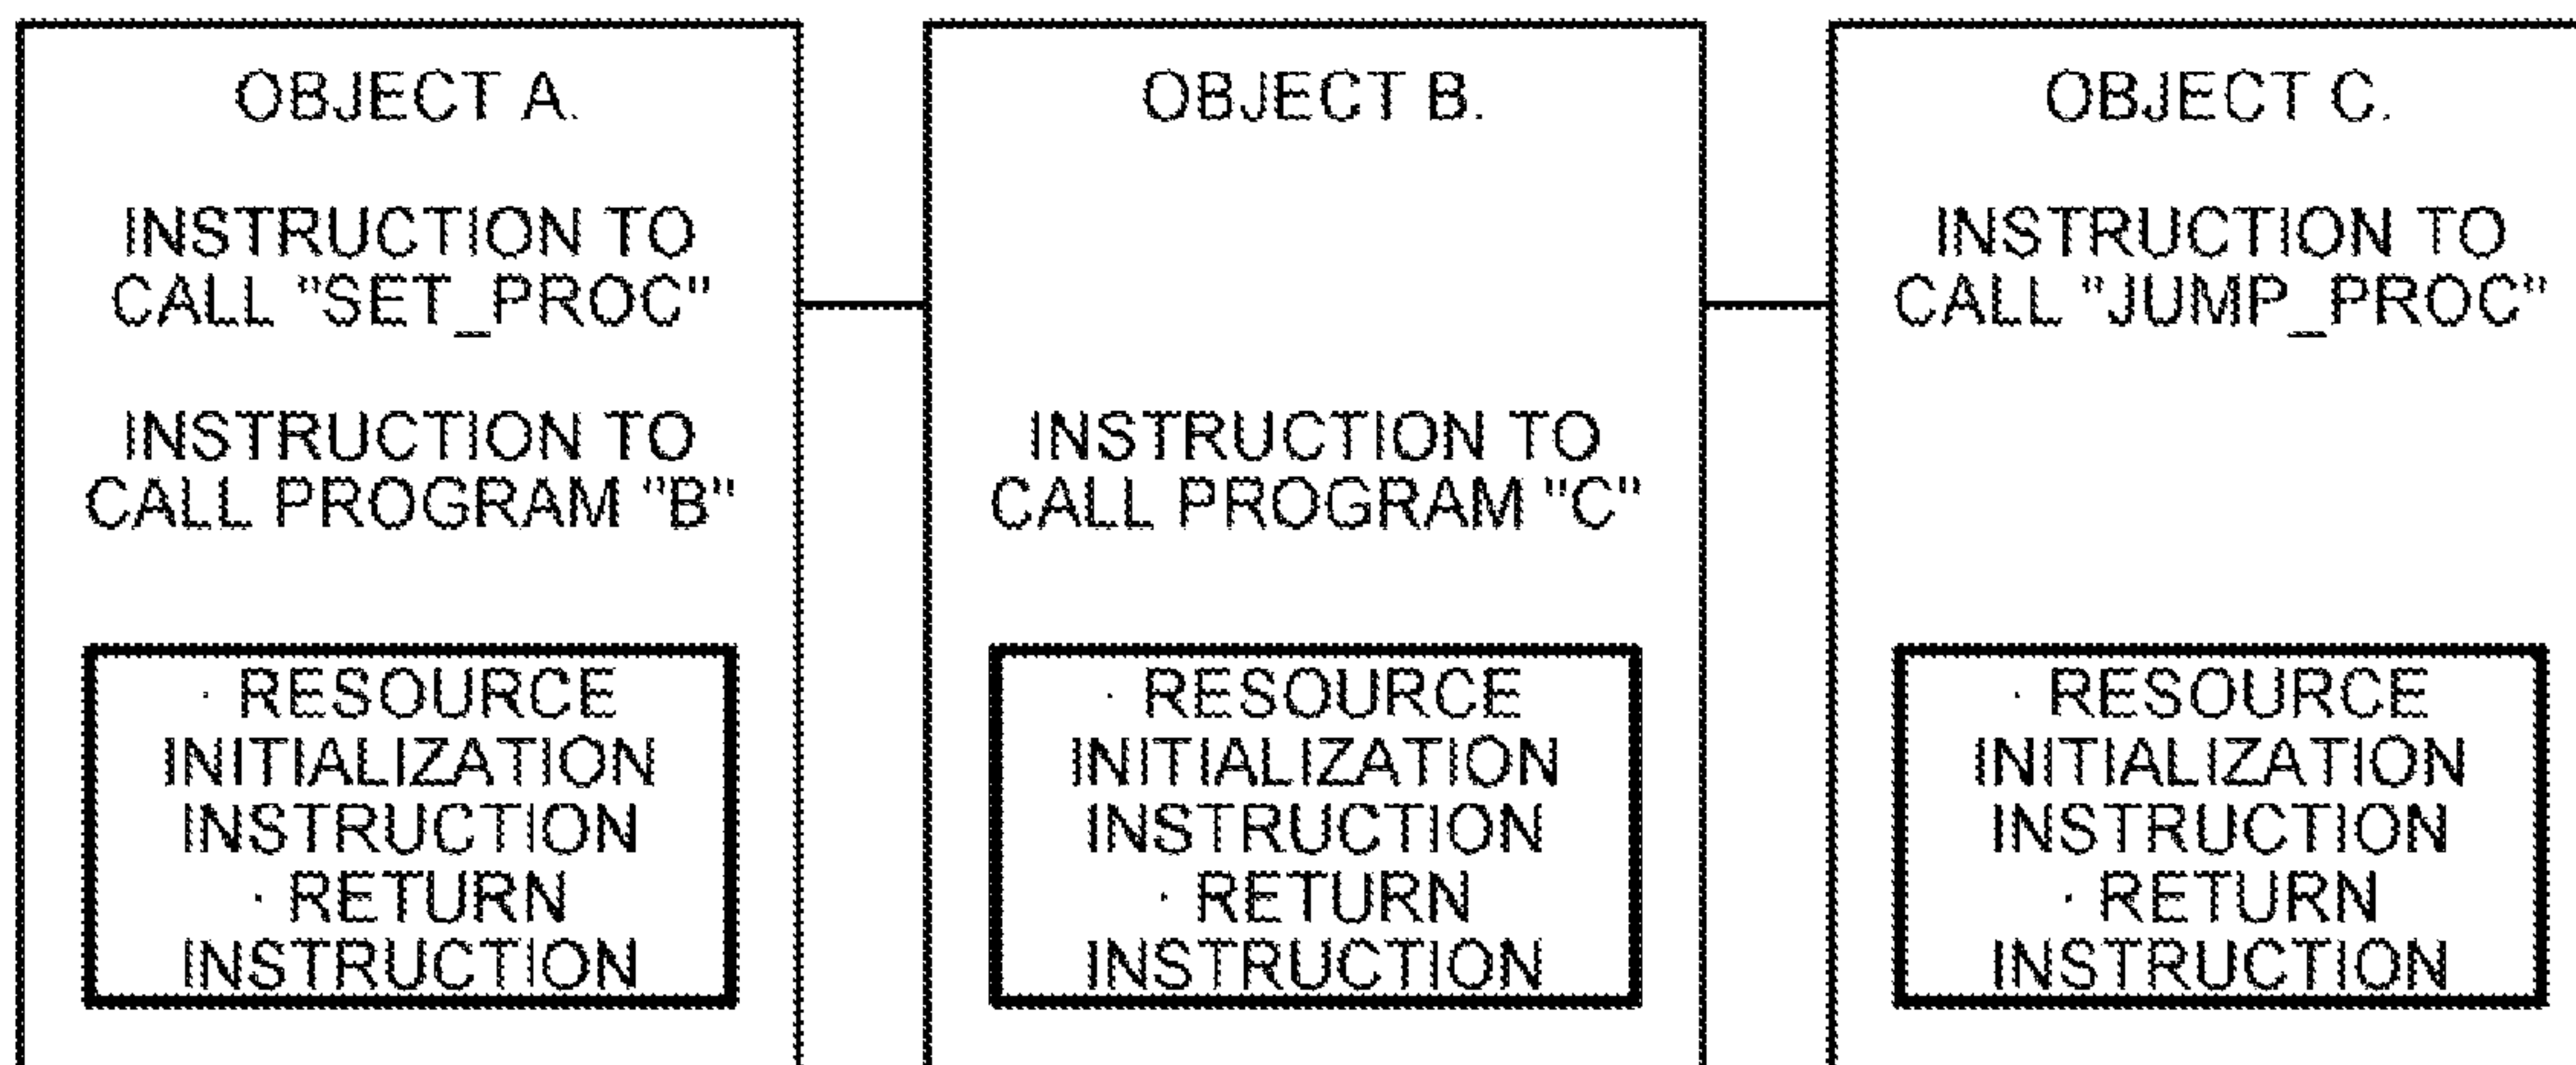 OBJECT A.
INSTRUCTION TO
CALL "SET_PROC"
INSTRUCTION TO
CALL PROGRAM "B"
· RESOURCE
INITIALIZATION
INSTRUCTION
· RETURN
INSTRUCTION
OBJECT B.
INSTRUCTION TO
CALL PROGRAM "C"
· RESOURCE
INITIALIZATION
INSTRUCTION
· RETURN
INSTRUCTION
OBJECT C.
INSTRUCTION TO
CALL "JUMP_PROC"
· RESOURCE
INITIALIZATION
INSTRUCTION
· RETURN
INSTRUCTION